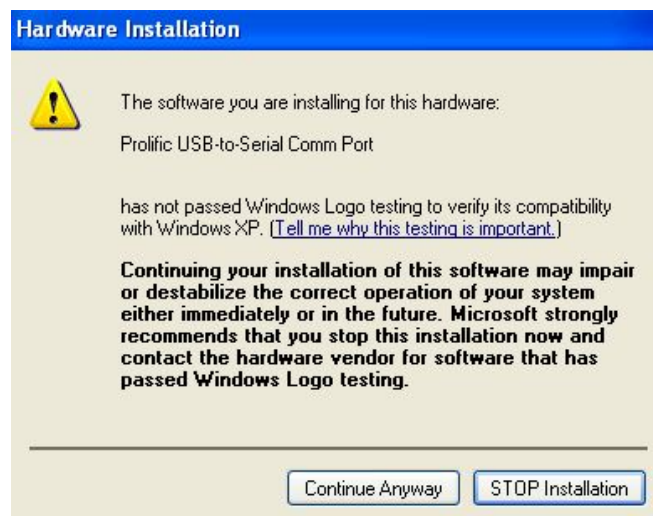 Hardware Installation
The software you are installing for this hardware:
Prolific USB-to-Serial Comm Port
has not passed Windows Logo testing to verify its compatibility
with Windows XP. (Tell me why this testing is important.)
Continuing your installation of this software may impair
or destabilize the correct operation of your system
either immediately or in the future. Microsoft strongly
recommends that you stop this installation now and
contact the hardware vendor for software that has
passed Windows Logo testing.
Continue Anyway
STOP Installation